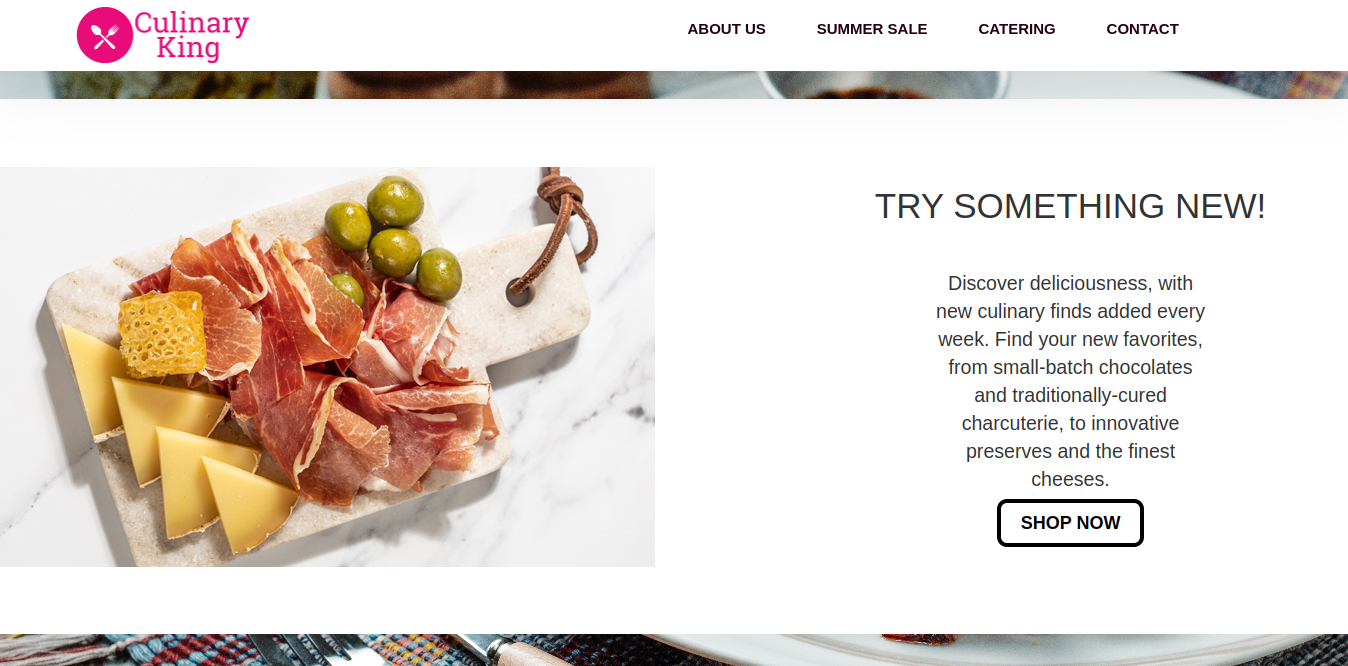 Culinary
King
ABOUT US SUMMER SALE CATERING CONTACT
TRY SOMETHING NEW!
Discover deliciousness, with
new culinary finds added every
week. Find your new favorites,
from small-batch chocolates
and traditionally-cured
charcuterie, to innovative
preserves and the finest
cheeses.
SHOP NOW